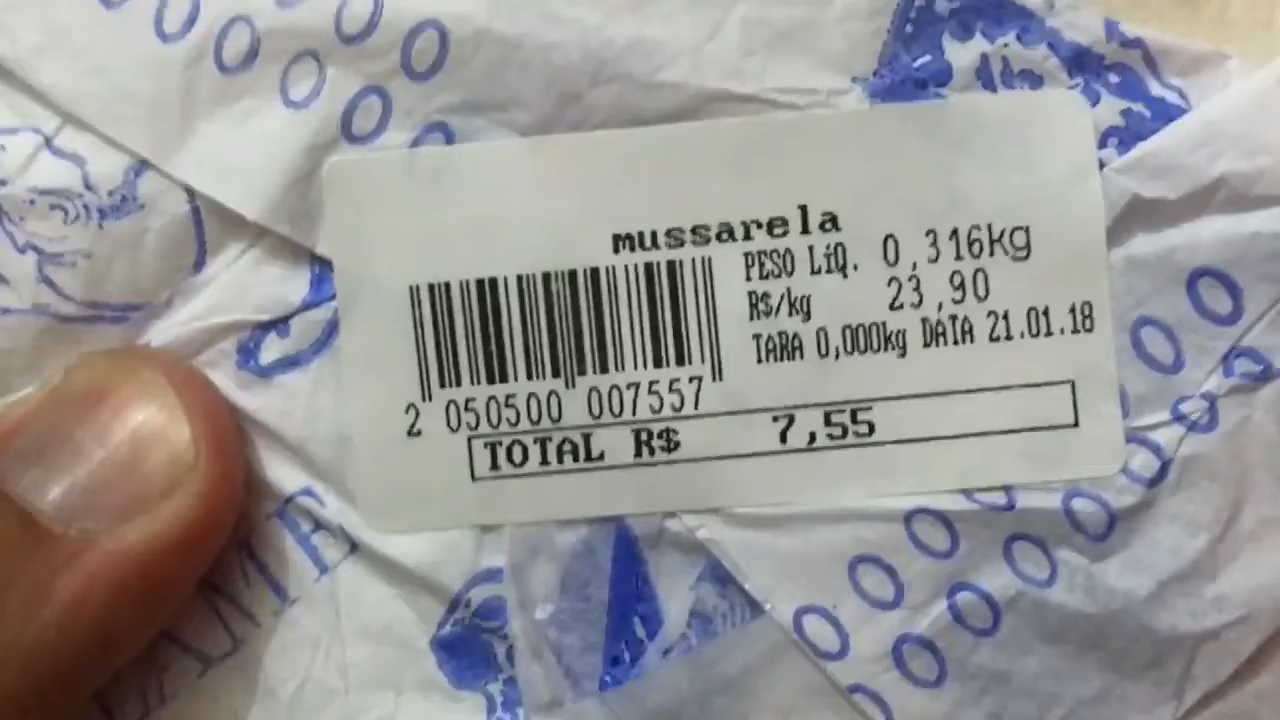 mussarela
PESO LíQ. 0,316kg
R$/kg 23,90
TARA 0,000kg DATA 21.01.18
2 050500 007557
TOTAL R$ 7,55